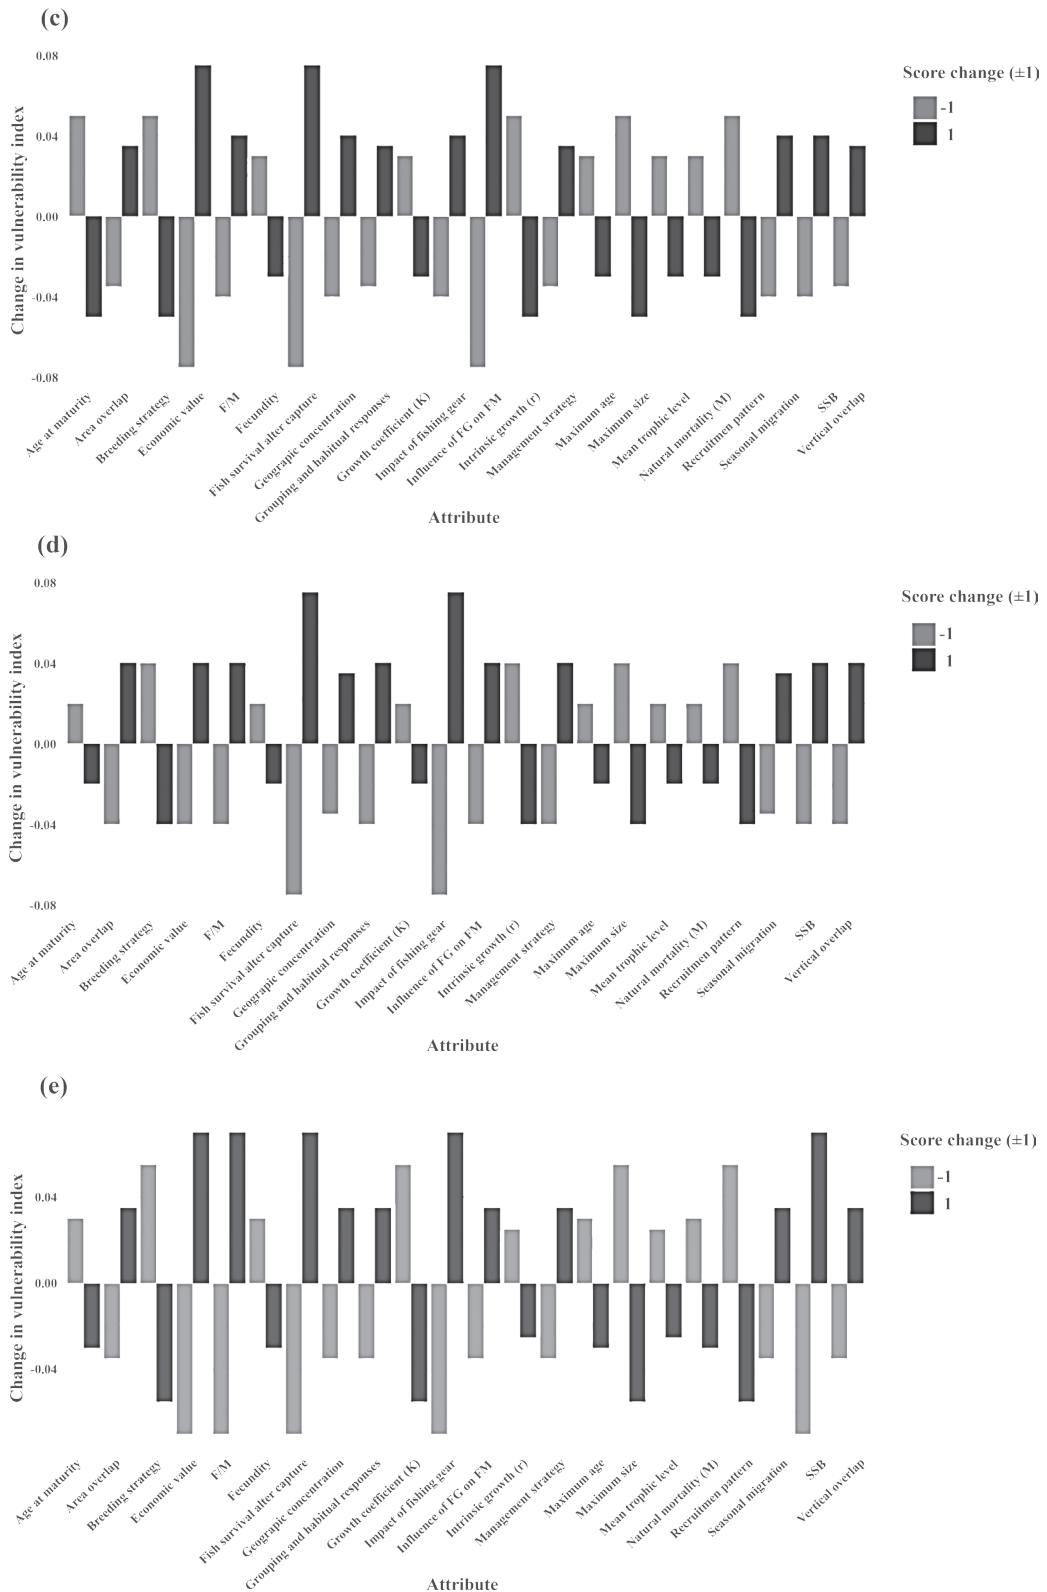 (c)
0.08
0.04
0.00
-0.04
-0.08
Change in vulnerability index
Score change (±1)
-1
1
Age at maturity
Area overlap
Breeding strategy
Economic value
F/M
Fecundity
Fish survival alter capture
Geograpic concentration
Grouping and habitual responses
Growth coefficient (K)
Impact of fishing gear
Influence of FG on FM
Intrinsic growth (r)
Management strategy
Maximum age
Maximum size
Mean trophic level
Natural mortality (M)
Recruitmen pattern
Seasonal migration
SSB
Vertical overlap
Attribute
(d)
0.08
0.04
0.00
-0.04
-0.08
Change in vulnerability index
Score change (±1)
-1
1
Age at maturity
Area overlap
Breeding strategy
Economic value
F/M
Fecundity
Fish survival alter capture
Geograpic concentration
Grouping and habitual responses
Growth coefficient (K)
Impact of fishing gear
Influence of FG on FM
Intrinsic growth (r)
Management strategy
Maximum age
Maximum size
Mean trophic level
Natural mortality (M)
Recruitmen pattern
Seasonal migration
SSB
Vertical overlap
Attribute
(e)
0.04
0.00
-0.04
Change in vulnerability index
Score change (±1)
-1
1
Age at maturity
Area overlap
Breeding strategy
Economic value
F/M
Fecundity
Fish survival alter capture
Geograpic concentration
Grouping and habitual responses
Growth coefficient (K)
Impact of fishing gear
Influence of FG on FM
Intrinsic growth (r)
Management strategy
Maximum age
Maximum size
Mean trophic level
Natural mortality (M)
Recruitmen pattern
Seasonal migration
SSB
Vertical overlap
Attribute